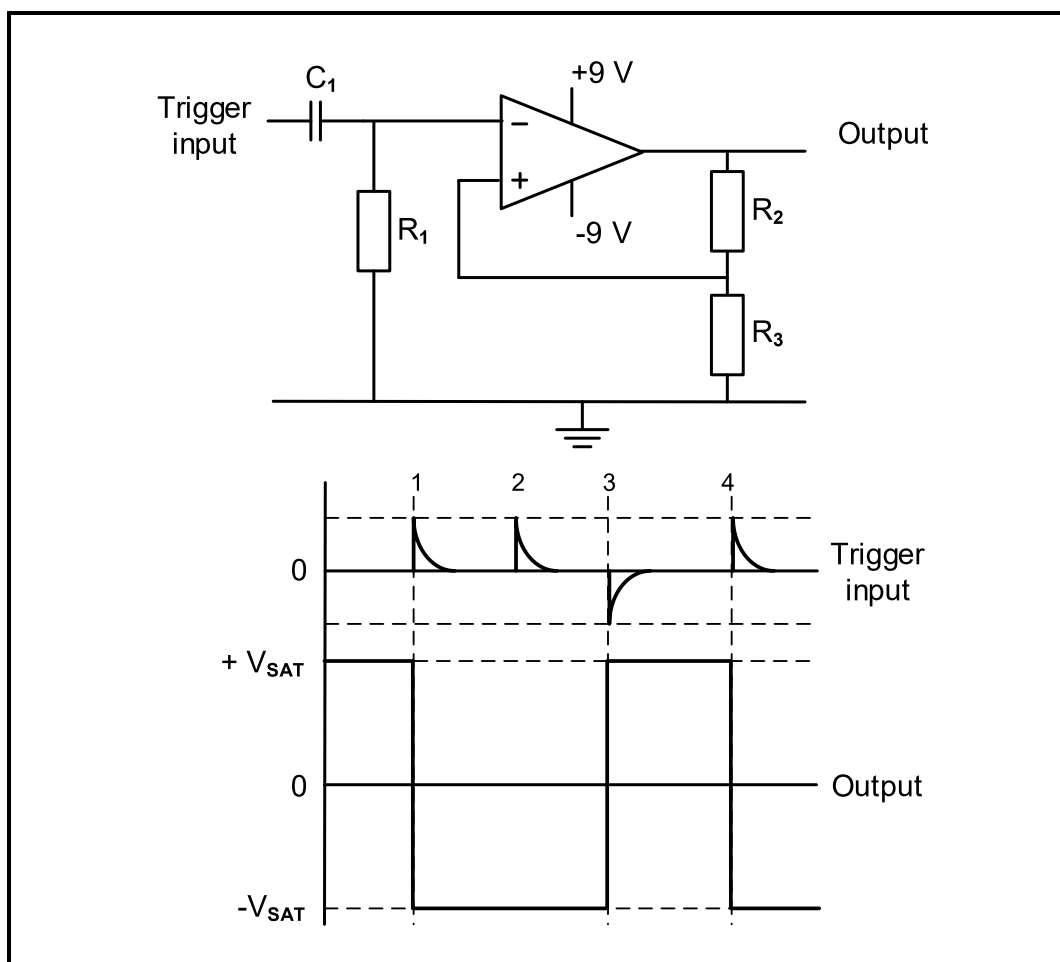 C1
+9 V
Trigger
input
−
Output
+
R2
R1
-9 V
R3
1 2 3 4
Trigger
input
0
+ VSAT
0
Output
-VSAT